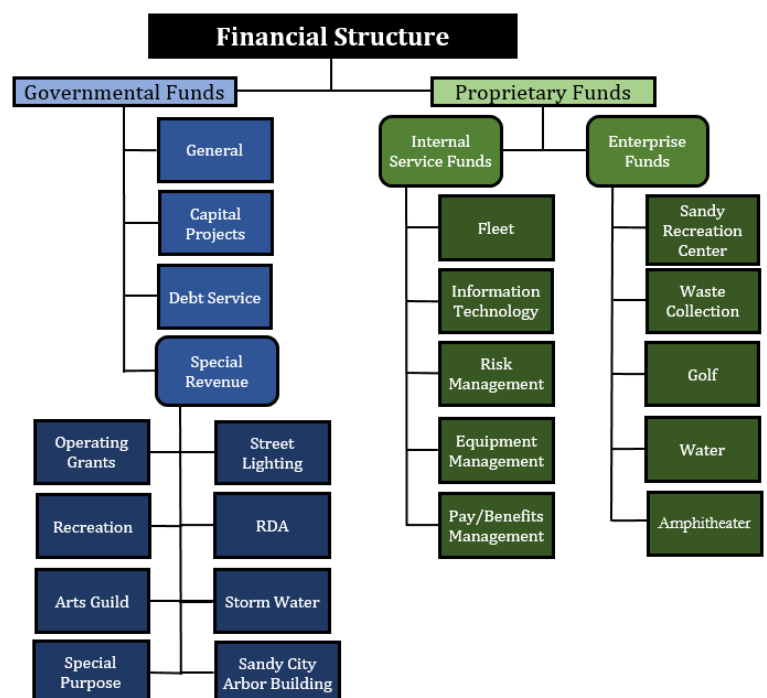 Financial Structure
Governmental Funds
Proprietary Funds
General
Capital
Projects
Debt Service
Special
Revenue
Operating
Grants
Street
Lighting
Recreation
RDA
Arts Guild
Storm Water
Special
Purpose
Sandy City
Arbor Building
Internal
Service Funds
Fleet
Information
Technology
Risk
Management
Equipment
Management
Pay/Benefits
Management
Enterprise
Funds
Sandy
Recreation
Center
Waste
Collection
Golf
Water
Amphitheater